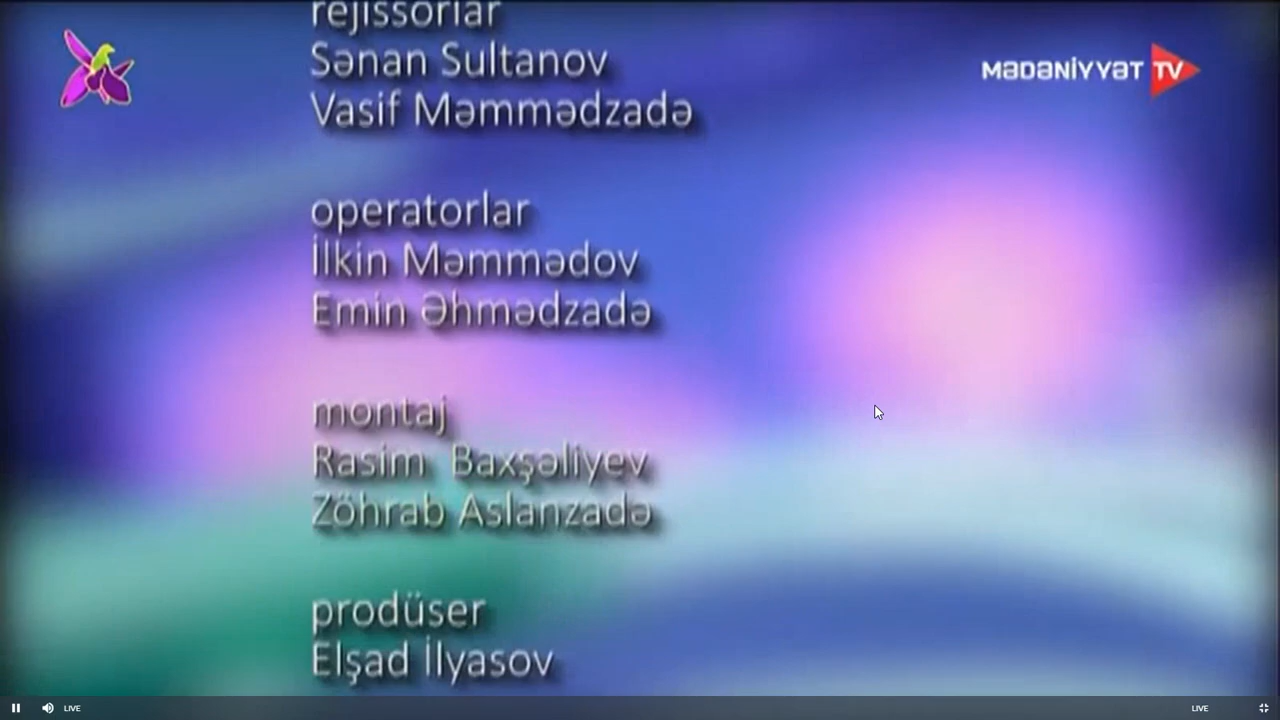 rejissorlar
Sənan Sultanov
Vasif Məmmədzadə
MƏDƏNİYYƏT TV
operatorlar
İlkin Məmmədov
Emin Əhmədzadə
montaj
Rasim Baxşəliyev
Zöhrab Aslanzadə
prodüser
Elşad İlyasov
LIVE
LIVE